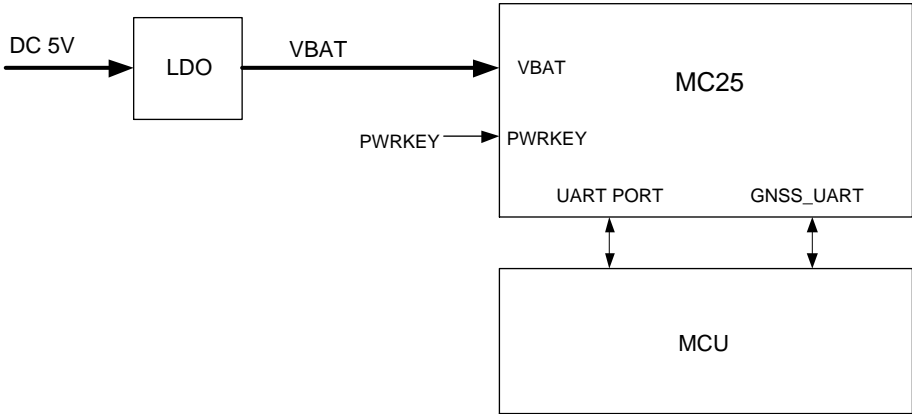 DC 5V
LDO
VBAT
VBAT
MC25
PWRKEY
PWRKEY
UART PORT
GNSS_UART
MCU